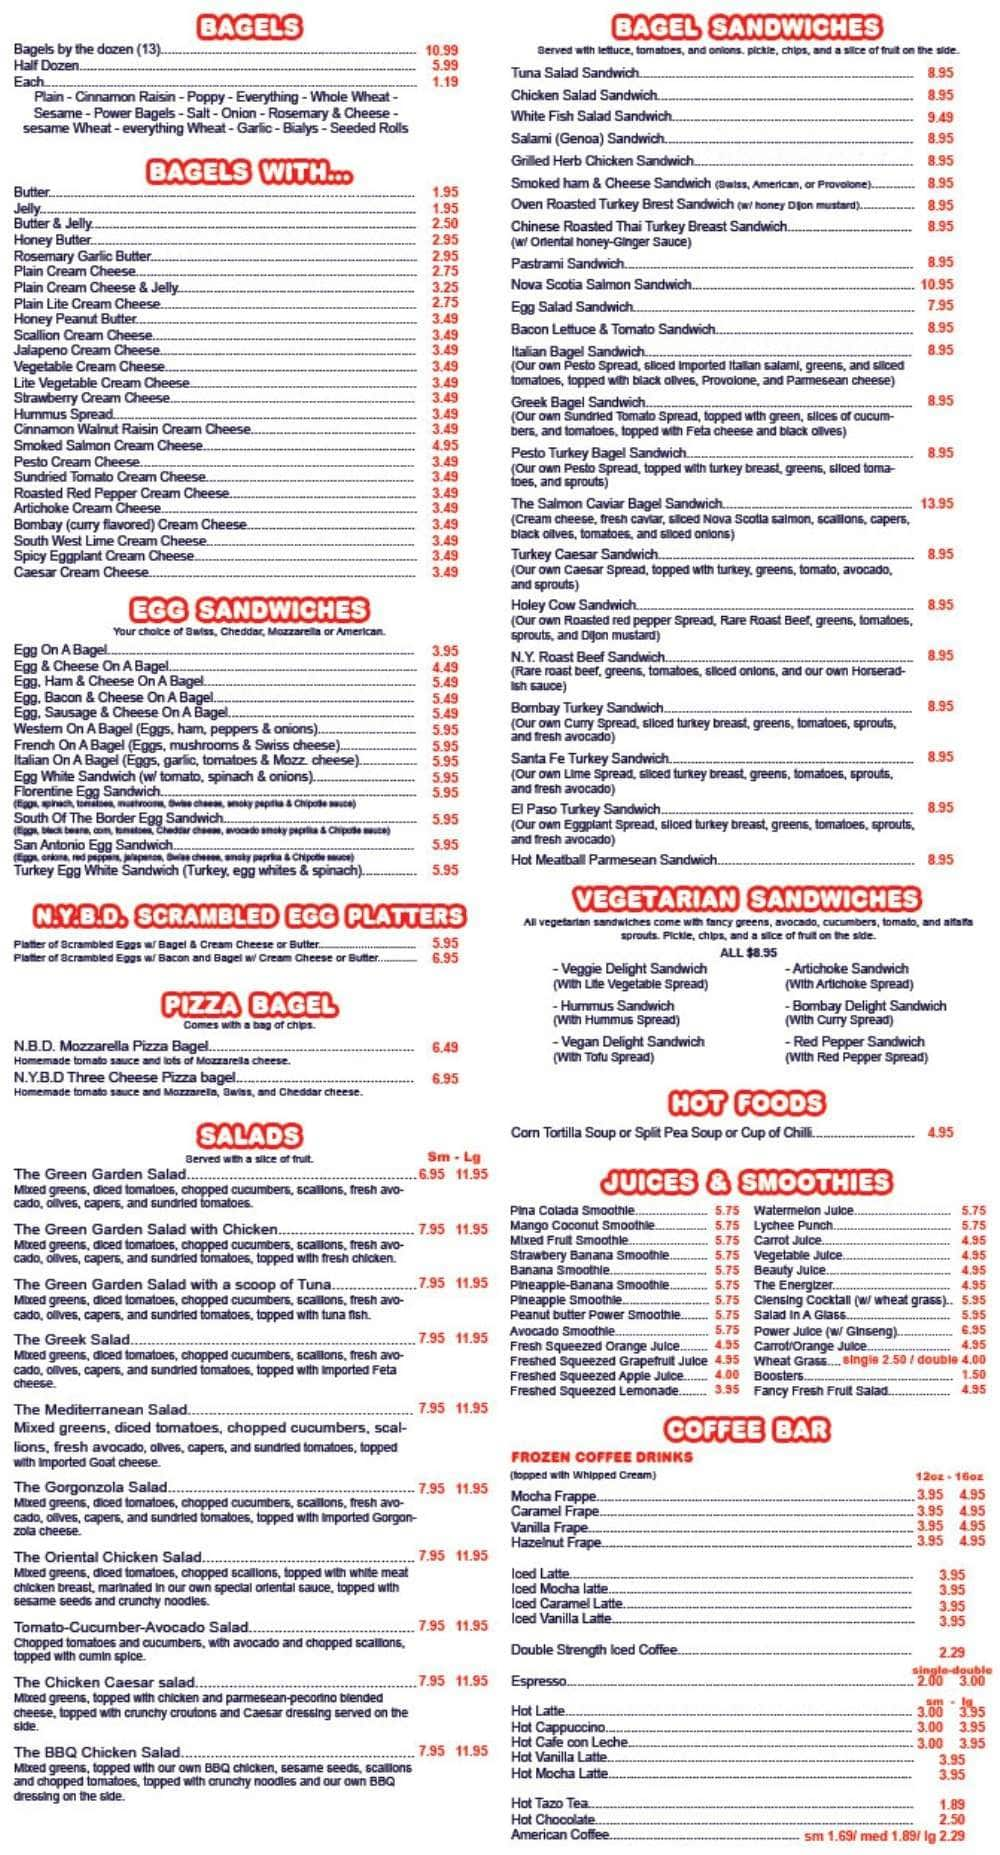 BAGELS
Bagels by the dozen (13) 10.99
Half Dozen 5.99
Each 1.19
Plain - Cinnamon Raisin - Poppy - Everything - Whole Wheat -
Sesame - Power Bagels - Salt - Onion - Rosemary & Cheese -
sesame Wheat - everything Wheat - Garlic - Bialys - Seeded Rolls
BAGELS WITH...
Butter 1.95
Jelly 1.95
Butter & Jelly 2.50
Honey Butter 2.95
Rosemary Garlic Butter 2.95
Plain Cream Cheese 2.75
Plain Cream Cheese & Jelly 3.25
Plain Lite Cream Cheese 2.75
Honey Peanut Butter 3.49
Scallion Cream Cheese 3.49
Jalapeno Cream Cheese 3.49
Vegetable Cream Cheese 3.49
Lite Vegetable Cream Cheese 3.49
Strawberry Cream Cheese 3.49
Hummus Spread 3.49
Cinnamon Walnut Raisin Cream Cheese 3.49
Smoked Salmon Cream Cheese 4.95
Pesto Cream Cheese 3.49
Sundried Tomato Cream Cheese 3.49
Roasted Red Pepper Cream Cheese 3.49
Artichoke Cream Cheese 3.49
Bombay (curry flavored) Cream Cheese 3.49
South West Lime Cream Cheese 3.49
Spicy Eggplant Cream Cheese 3.49
Caesar Cream Cheese 3.49
EGG SANDWICHES
Your choice of Swiss, Cheddar, Mozzarella or American.
Egg On A Bagel 3.95
Egg & Cheese On A Bagel 4.49
Egg, Ham & Cheese On A Bagel 5.49
Egg, Bacon & Cheese On A Bagel 5.49
Egg, Sausage & Cheese On A Bagel 5.49
Western On A Bagel (Eggs, ham, peppers & onions) 5.95
French On A Bagel (Eggs, mushrooms & Swiss cheese) 5.95
Italian On A Bagel (Eggs, garlic, tomatoes & Mozz. cheese) 5.95
Egg White Sandwich (w/ tomato, spinach & onions) 5.95
Florentine Egg Sandwich 5.95
(Eggs, spinach, tomatoes, mushrooms, Swiss cheese, smoky paprika & Chipotle sauce)
South Of The Border Egg Sandwich 5.95
(Eggs, black beans, corn, tomatoes, Cheddar cheese, avocado smoky paprika & Chipotle sauce)
San Antonio Egg Sandwich 5.95
(Eggs, onions, red peppers, jalapenos, Swiss cheese, smoky paprika & Chipotle sauce)
Turkey Egg White Sandwich (Turkey, egg whites & spinach) 5.95
N.Y.B.D. SCRAMBLED EGG PLATTERS
Platter of Scrambled Eggs w/ Bagel & Cream Cheese or Butter 5.95
Platter of Scrambled Eggs w/ Bacon and Bagel w/ Cream Cheese or Butter 6.95
PIZZA BAGEL
Comes with a bag of chips.
N.B.D. Mozzarella Pizza Bagel 6.49
Homemade tomato sauce and lots of Mozzarella cheese.
N.Y.B.D Three Cheese Pizza bagel 6.95
Homemade tomato sauce and Mozzarella, Swiss, and Cheddar cheese.
SALADS
Served with a slice of fruit.
Sm - Lg
The Green Garden Salad 6.95 11.95
Mixed greens, diced tomatoes, chopped cucumbers, scallions, fresh avo-
cado, olives, capers, and sundried tomatoes.
The Green Garden Salad with Chicken 7.95 11.95
Mixed greens, diced tomatoes, chopped cucumbers, scallions, fresh avo-
cado, olives, capers, and sundried tomatoes, topped with fresh chicken.
The Green Garden Salad with a scoop of Tuna 7.95 11.95
Mixed greens, diced tomatoes, chopped cucumbers, scallions, fresh avo-
cado, olives, capers, and sundried tomatoes, topped with tuna fish.
The Greek Salad 7.95 11.95
Mixed greens, diced tomatoes, chopped cucumbers, scallions, fresh avo-
cado, olives, capers, and sundried tomatoes, topped with Imported Feta
cheese.
The Mediterranean Salad 7.95 11.95
Mixed greens, diced tomatoes, chopped cucumbers, scal-
lions, fresh avocado, olives, capers, and sundried tomatoes, topped
with Imported Goat cheese.
The Gorgonzola Salad 7.95 11.95
Mixed greens, diced tomatoes, chopped cucumbers, scallions, fresh avo-
cado, olives, capers, and sundried tomatoes, topped with Imported Gorgon-
zola cheese.
The Oriental Chicken Salad 7.95 11.95
Mixed greens, diced tomatoes, chopped scallions, topped with white meat
chicken breast, marinated in our own special oriental sauce, topped with
sesame seeds and crunchy noodles.
Tomato-Cucumber-Avocado Salad 7.95 11.95
Chopped tomatoes and cucumbers, with avocado and chopped scallions,
topped with cumin spice.
The Chicken Caesar salad 7.95 11.95
Mixed greens, topped with chicken and parmesean-pecorino blended
cheese, topped with crunchy croutons and Caesar dressing served on the
side.
The BBQ Chicken Salad 7.95 11.95
Mixed greens, topped with our own BBQ chicken, sesame seeds, scallions
and chopped tomatoes, topped with crunchy noodles and our own BBQ
dressing on the side.
BAGEL SANDWICHES
Served with lettuce, tomatoes, and onions. pickle, chips, and a slice of fruit on the side.
Tuna Salad Sandwich 8.95
Chicken Salad Sandwich 8.95
White Fish Salad Sandwich 9.49
Salami (Genoa) Sandwich 8.95
Grilled Herb Chicken Sandwich 8.95
Smoked ham & Cheese Sandwich (Swiss, American, or Provolone) 8.95
Oven Roasted Turkey Brest Sandwich (w/ honey Dijon mustard) 8.95
Chinese Roasted Thai Turkey Breast Sandwich 8.95
(w/ Oriental honey-Ginger Sauce)
Pastrami Sandwich 8.95
Nova Scotia Salmon Sandwich 10.95
Egg Salad Sandwich 7.95
Bacon Lettuce & Tomato Sandwich 8.95
Italian Bagel Sandwich 8.95
(Our own Pesto Spread, sliced Imported Italian salami, greens, and sliced
tomatoes, topped with black olives, Provolone, and Parmesean cheese)
Greek Bagel Sandwich 8.95
(Our own Sundried Tomato Spread, topped with green, slices of cucum-
bers, and tomatoes, topped with Feta cheese and black olives)
Pesto Turkey Bagel Sandwich 8.95
(Our own Pesto Spread, topped with turkey breast, greens, sliced toma-
toes, and sprouts)
The Salmon Caviar Bagel Sandwich 13.95
(Cream cheese, fresh caviar, sliced Nova Scotia salmon, scallions, capers,
black olives, tomatoes, and sliced onions)
Turkey Caesar Sandwich 8.95
(Our own Caesar Spread, topped with turkey, greens, tomato, avocado,
and sprouts)
Holey Cow Sandwich 8.95
(Our own Roasted red pepper Spread, Rare Roast Beef, greens, tomatoes,
sprouts, and Dijon mustard)
N.Y. Roast Beef Sandwich 8.95
(Rare roast beef, greens, tomatoes, sliced onions, and our own Horserad-
ish sauce)
Bombay Turkey Sandwich 8.95
(Our own Curry Spread, sliced turkey breast, greens, tomatoes, sprouts,
and fresh avocado)
Santa Fe Turkey Sandwich 8.95
(Our own Lime Spread, sliced turkey breast, greens, tomatoes, sprouts,
and fresh avocado)
El Paso Turkey Sandwich 8.95
(Our own Eggplant Spread, sliced turkey breast, greens, tomatoes, sprouts,
and fresh avocado)
Hot Meatball Parmesean Sandwich 8.95
VEGETARIAN SANDWICHES
All vegetarian sandwiches come with fancy greens, avocado, cucumbers, tomato, and alfalfa
sprouts. Pickle, chips, and a slice of fruit on the side.
ALL $8.95
- Veggie Delight Sandwich
(With Lite Vegetable Spread)
- Artichoke Sandwich
(With Artichoke Spread)
- Hummus Sandwich
(With Hummus Spread)
- Bombay Delight Sandwich
(With Curry Spread)
- Vegan Delight Sandwich
(With Tofu Spread)
- Red Pepper Sandwich
(With Red Pepper Spread)
HOT FOODS
Corn Tortilla Soup or Split Pea Soup or Cup of Chilli 4.95
JUICES & SMOOTHIES
Pina Colada Smoothie 5.75
Mango Coconut Smoothie 5.75
Mixed Fruit Smoothie 5.75
Strawbery Banana Smoothie 5.75
Banana Smoothie 5.75
Pineapple-Banana Smoothie 5.75
Pineapple Smoothie 5.75
Peanut butter Power Smoothie 5.75
Avocado Smoothie 5.75
Fresh Squeezed Orange Juice 4.95
Freshed Squeezed Grapefruit Juice 4.95
Freshed Squeezed Apple Juice 4.00
Freshed Squeezed Lemonade 3.95
Watermelon Juice 5.75
Lychee Punch 5.75
Carrot Juice 4.95
Vegetable Juice 4.95
Beauty Juice 4.95
The Energizer 4.95
Clensing Cocktail (w/ wheat grass) 5.95
Salad In A Glass 5.95
Power Juice (w/ Ginseng) 6.95
Carrot/Orange Juice 4.95
Wheat Grass.... single 2.50 / double 4.00
Boosters 1.50
Fancy Fresh Fruit Salad 4.95
COFFEE BAR
FROZEN COFFEE DRINKS
(topped with Whipped Cream)
12oz - 16oz
Mocha Frappe 3.95 4.95
Caramel Frape 3.95 4.95
Vanilla Frape 3.95 4.95
Hazelnut Frape 3.95 4.95
Iced Latte 3.95
Iced Mocha latte 3.95
Iced Caramel Latte 3.95
Iced Vanilla Latte 3.95
Double Strength Iced Coffee 2.29
single-double
Espresso 2.00 3.00
sm - lg
Hot Latte 3.00 3.95
Hot Cappuccino 3.00 3.95
Hot Cafe con Leche 3.00 3.95
Hot Vanilla Latte 3.95
Hot Mocha Latte 3.95
Hot Tazo Tea 1.89
Hot Chocolate 2.50
American Coffee sm 1.69/ med 1.89/ lg 2.29